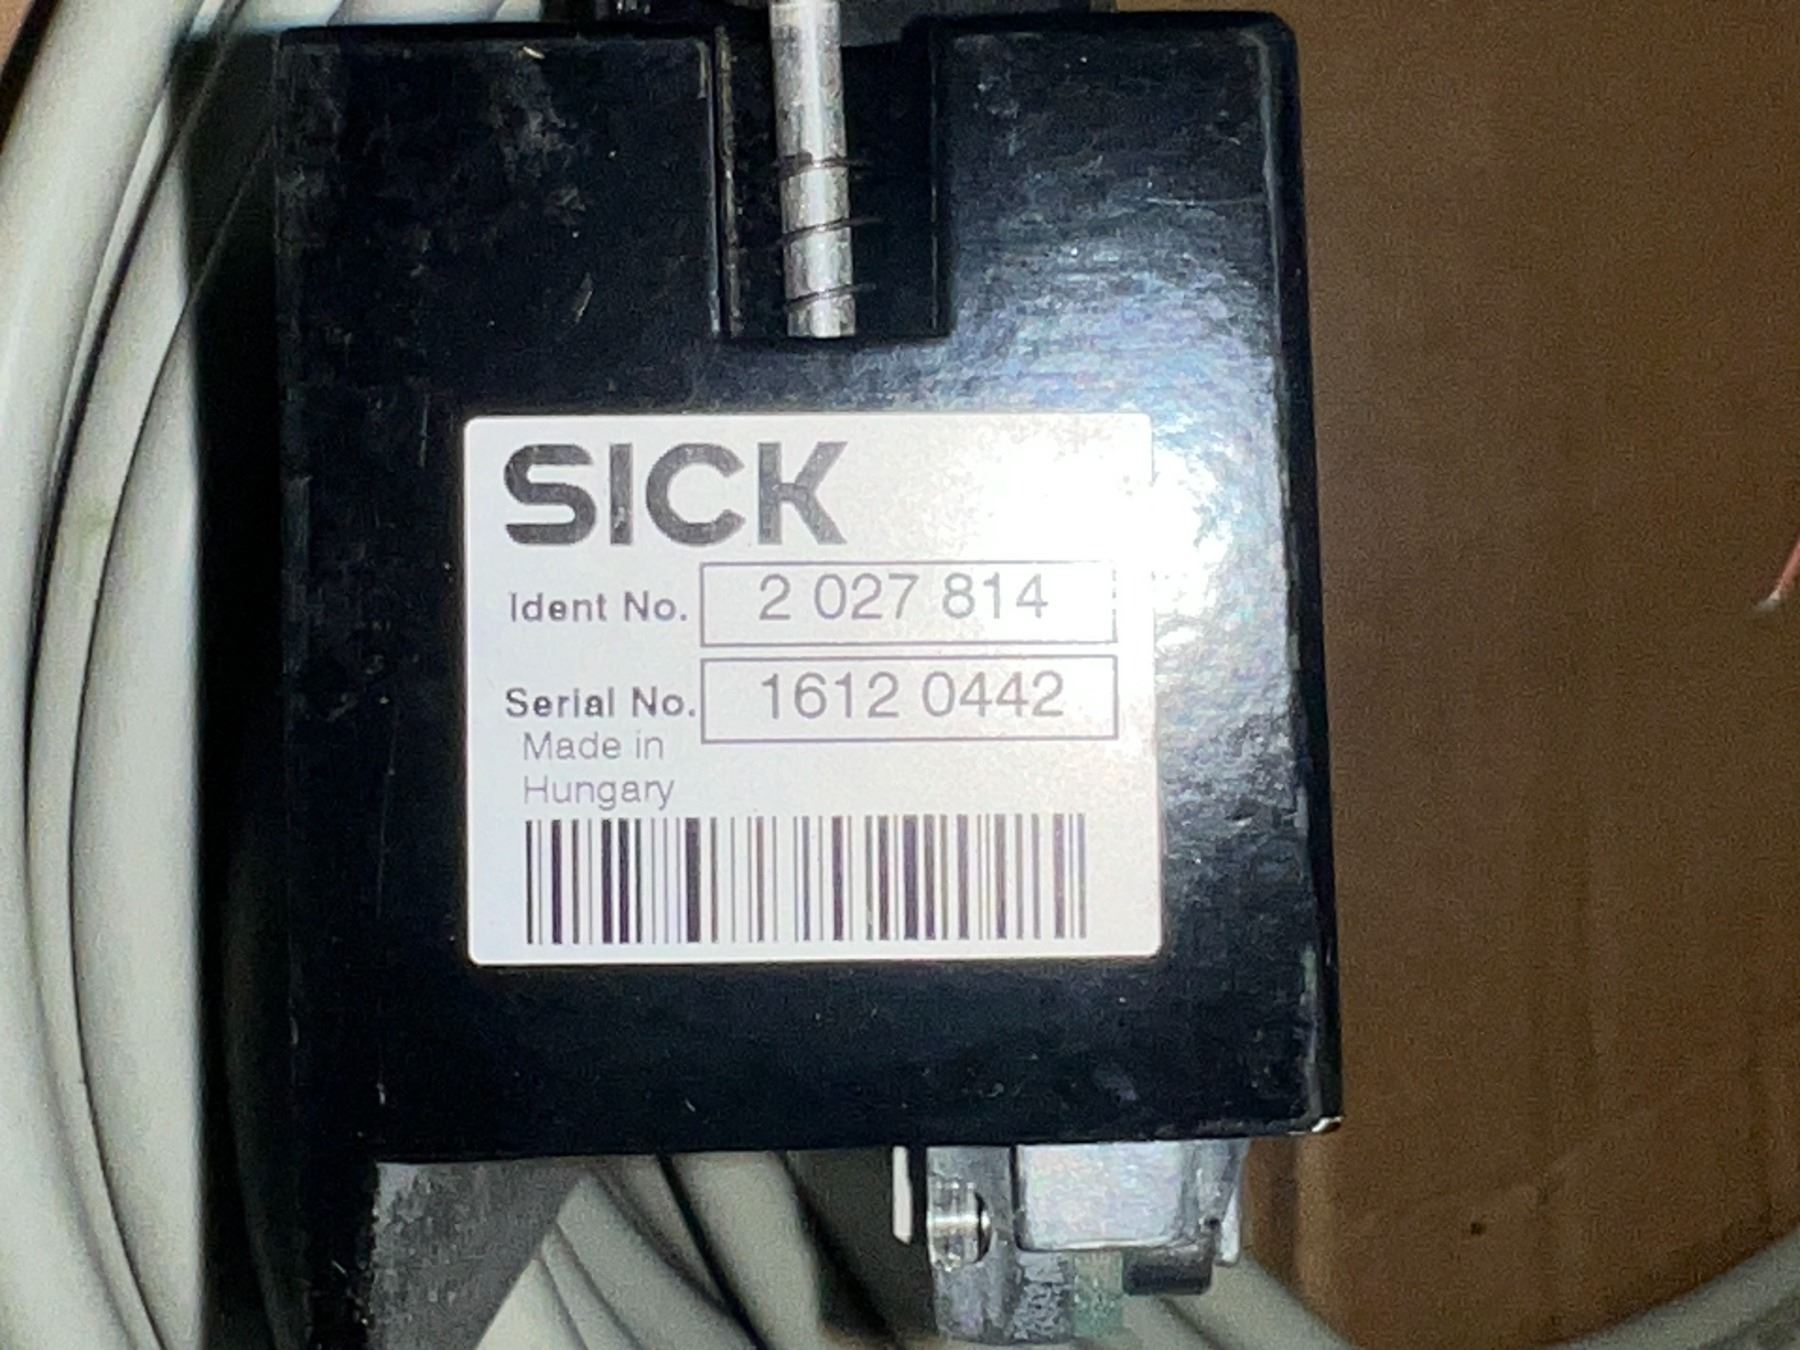 SICK
Ident No. 2 027 814
Serial No. 1612 0442
Made in
Hungary